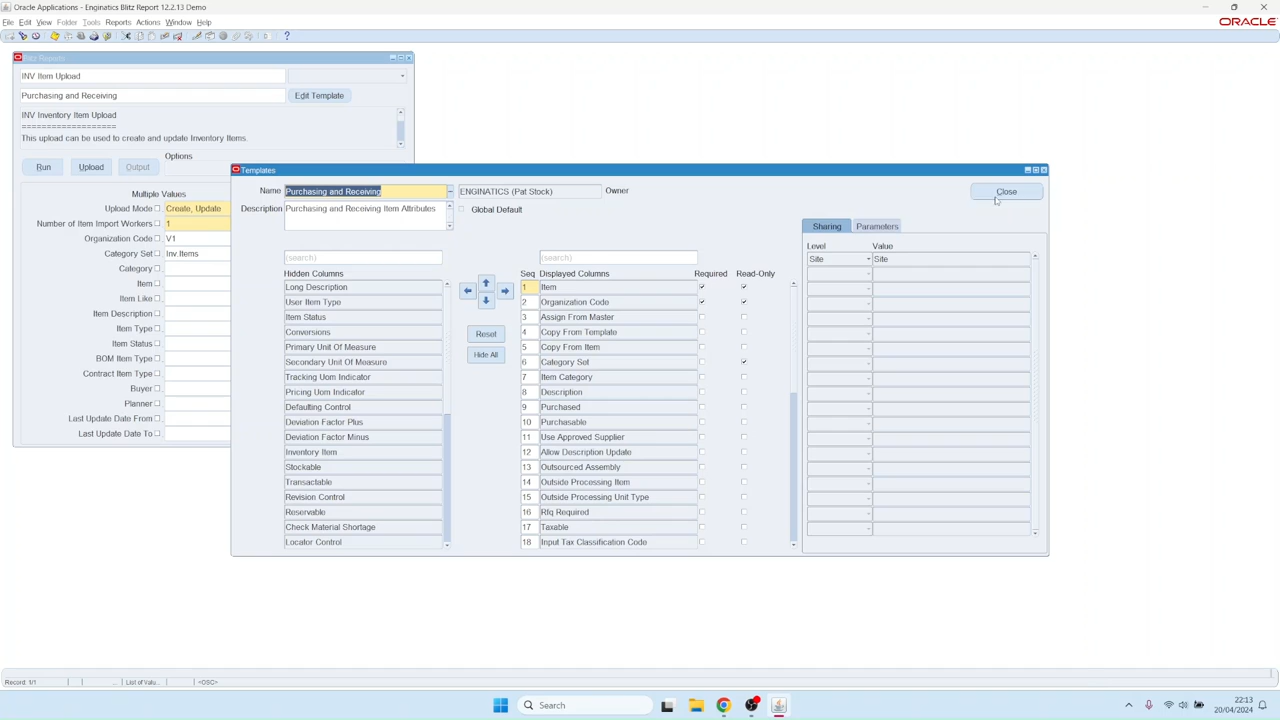 Oracle Applications - Enginatics Blitz Report 12.2.13 Demo
File Edit View Folder Tools Reports Actions Window Help
ORACLE
Blitz Reports
INV Item Upload
Purchasing and Receiving
Edit Template
INV Inventory Item Upload
====================
This upload can be used to create and update Inventory Items.
Options
Run Upload Output
Multiple Values
Upload Mode Create, Update
Number of Item Import Workers 1
Organization Code V1
Category Set Inv.Items
Category
Item
Item Like
Item Description
Item Type
Item Status
BOM Item Type
Contract Item Type
Buyer
Planner
Last Update Date From
Last Update Date To
Templates
Name Purchasing and Receiving ENGINATICS (Pat Stock) Owner
Close
Description Purchasing and Receiving Item Attributes Global Default
Sharing Parameters
Level Value
Site Site
(search)
Hidden Columns
Long Description
User Item Type
Item Status
Conversions
Primary Unit Of Measure
Secondary Unit Of Measure
Tracking Uom Indicator
Pricing Uom Indicator
Defaulting Control
Deviation Factor Plus
Deviation Factor Minus
Inventory Item
Stockable
Transactable
Revision Control
Reservable
Check Material Shortage
Locator Control
Reset
Hide All
(search)
Seq Displayed Columns Required Read-Only
1 Item
2 Organization Code
3 Assign From Master
4 Copy From Template
5 Copy From Item
6 Category Set
7 Item Category
8 Description
9 Purchased
10 Purchasable
11 Use Approved Supplier
12 Allow Description Update
13 Outsourced Assembly
14 Outside Processing Item
15 Outside Processing Unit Type
16 Rfq Required
17 Taxable
18 Input Tax Classification Code
Record: 1/1 ... List of Valu... <OSC>
Search
22:13
20/04/2024